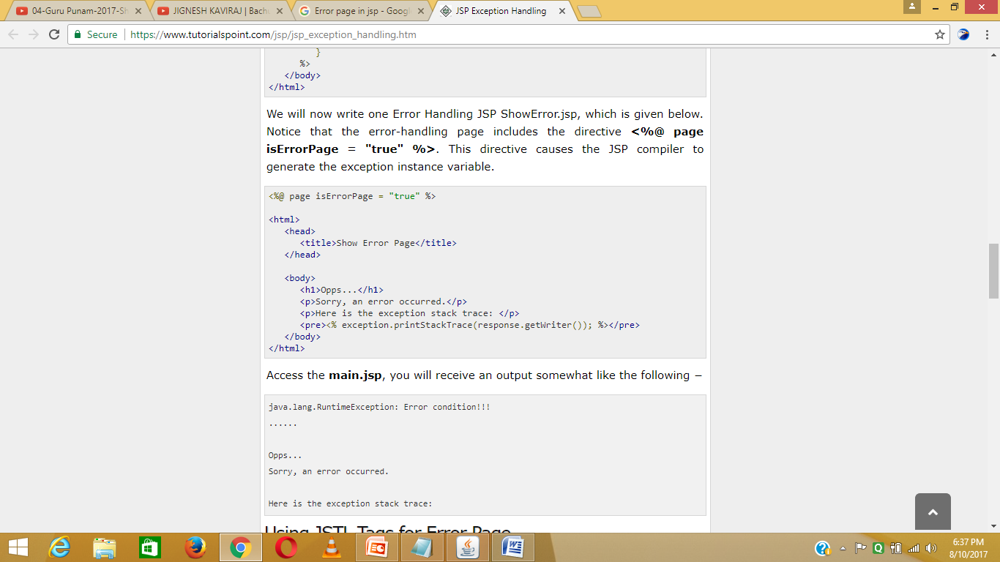 04-Guru Punam-2017-Sh
JIGNESH KAVIRAJ | Bach
Error page in jsp - Goog
JSP Exception Handling
Secure
https://www.tutorialspoint.com/jsp/jsp_exception_handling.htm
}
%>
</body>
</html>
We will now write one Error Handling JSP ShowError.jsp, which is given below.
Notice that the error-handling page includes the directive <%@ page
isErrorPage = "true" %>. This directive causes the JSP compiler to
generate the exception instance variable.
<%@ page isErrorPage = "true" %>
<html>
<head>
<title>Show Error Page</title>
</head>
<body>
<h1>Opps...</h1>
<p>Sorry, an error occurred.</p>
<p>Here is the exception stack trace: </p>
<pre><% exception.printStackTrace(response.getWriter()); %></pre>
</body>
</html>
Access the main.jsp, you will receive an output somewhat like the following −
java.lang.RuntimeException: Error condition!!!
......
Opps...
Sorry, an error occurred.
Here is the exception stack trace:
Using JSTL Tags for Error Page
6:37 PM
8/10/2017